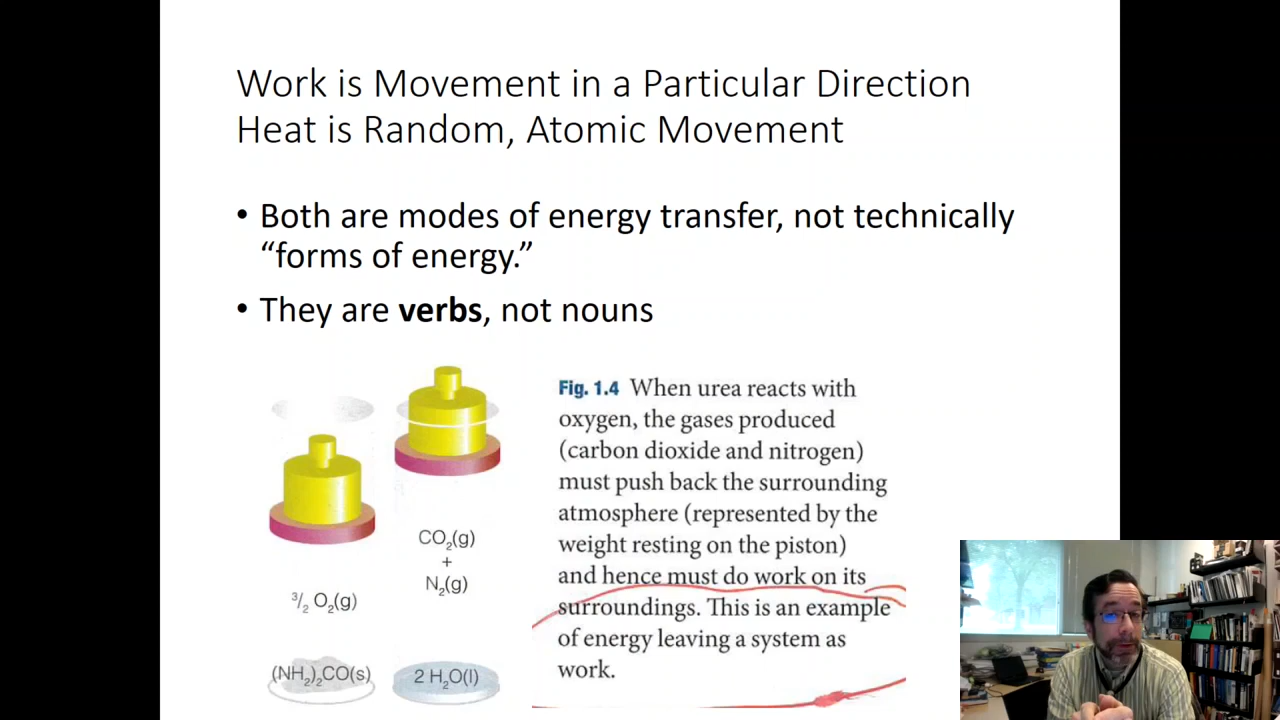 Work is Movement in a Particular Direction
Heat is Random, Atomic Movement
• Both are modes of energy transfer, not technically
“forms of energy.”
• They are verbs, not nouns
CO₂(g)
+
N₂(g)
³/₂ O₂(g)
(NH₂)₂CO(s)
2 H₂O(l)
Fig. 1.4 When urea reacts with
oxygen, the gases produced
(carbon dioxide and nitrogen)
must push back the surrounding
atmosphere (represented by the
weight resting on the piston)
and hence must do work on its
surroundings. This is an example
of energy leaving a system as
work.